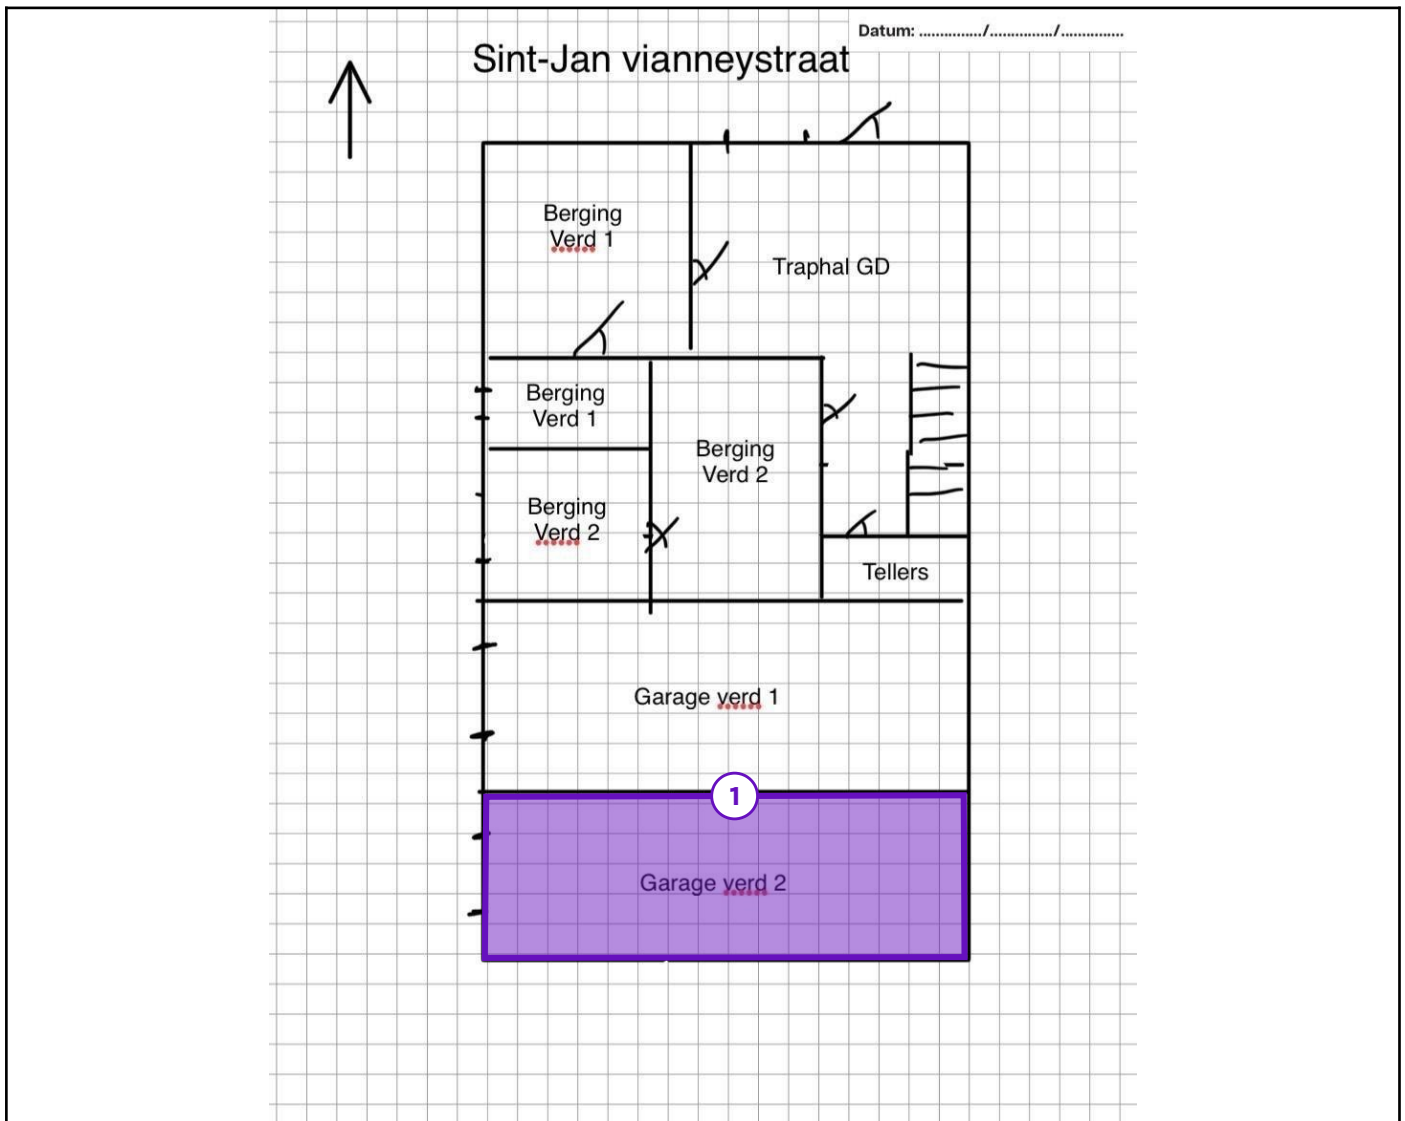 Datum: .............../.............../...............
Sint-Jan vianneystraat
Berging
Verd 1
Traphal GD
Berging
Verd 1
Berging
Verd 2
Berging
Verd 2
Tellers
Garage verd 1
1
Garage verd 2